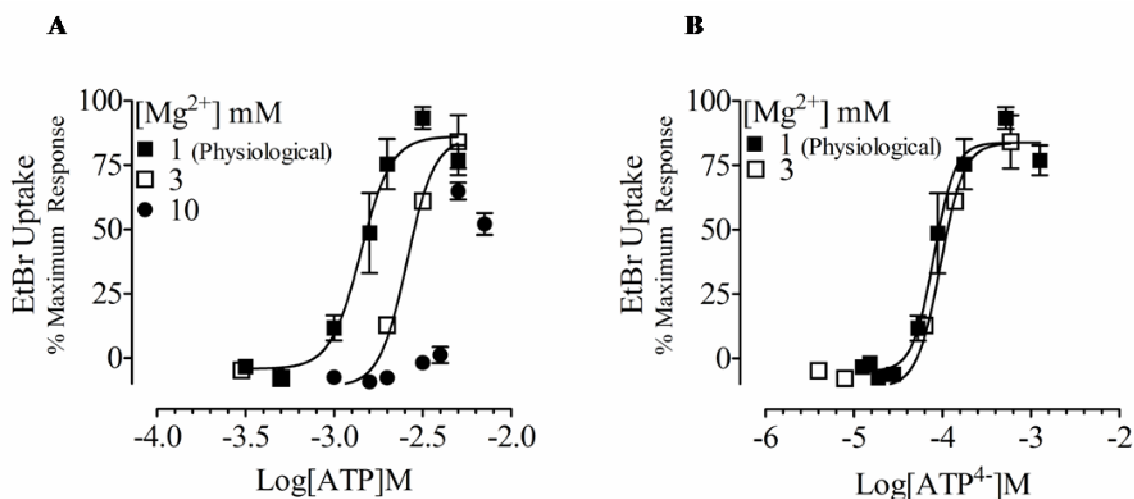 A
EtBr Uptake
% Maximum Response
100
75
50
25
0
[Mg²⁺] mM
1 (Physiological)
3
10
-4.0 -3.5 -3.0 -2.5 -2.0
Log[ATP]M
B
EtBr Uptake
% Maximum Response
100
75
50
25
0
[Mg²⁺] mM
1 (Physiological)
3
-6 -5 -4 -3 -2
Log[ATP⁴⁻]M